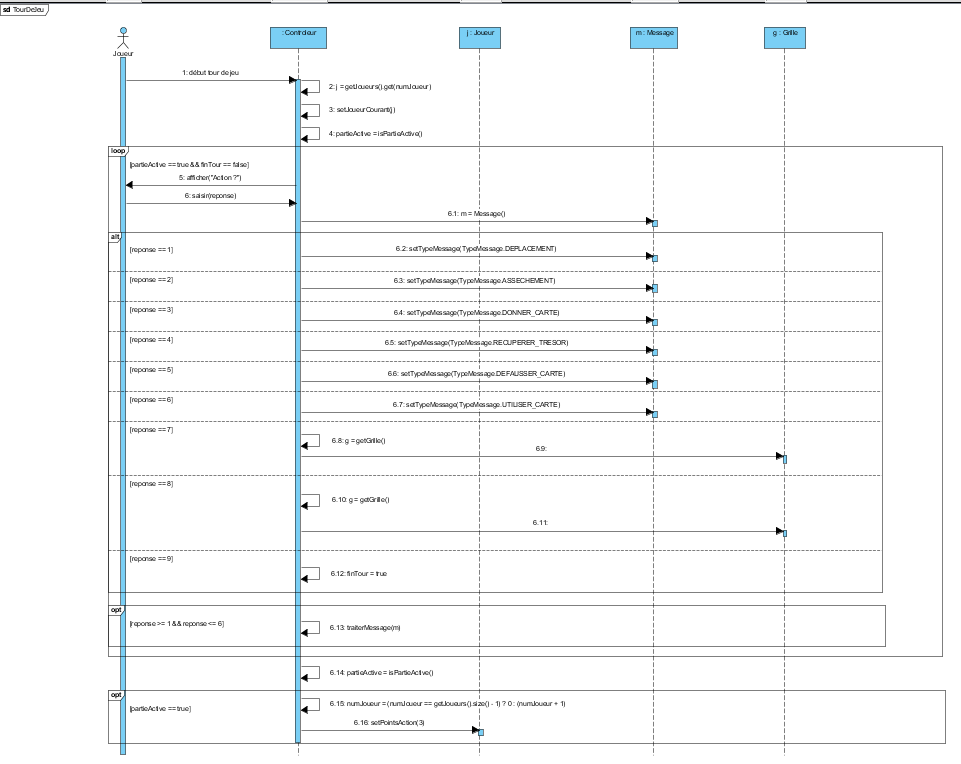 sd TourDeJeu
: Controleur
j : Joueur
m : Message
g : Grille
Joueur
1: début tour de jeu
2: j = getJoueurs().get(numJoueur)
3: setJoueurCourant(j)
4: partieActive = isPartieActive()
loop
[partieActive == true && finTour == false]
5: afficher("Action ?")
6: saisir(reponse)
6.1: m = Message()
alt
[reponse == 1]
6.2: setTypeMessage(TypeMessage.DEPLACEMENT)
[reponse == 2]
6.3: setTypeMessage(TypeMessage.ASSECHEMENT)
[reponse == 3]
6.4: setTypeMessage(TypeMessage.DONNER_CARTE)
[reponse == 4]
6.5: setTypeMessage(TypeMessage.RECUPERER_TRESOR)
[reponse == 5]
6.6: setTypeMessage(TypeMessage.DEFAUSSER_CARTE)
[reponse == 6]
6.7: setTypeMessage(TypeMessage.UTILISER_CARTE)
[reponse == 7]
6.8: g = getGrille()
6.9:
[reponse == 8]
6.10: g = getGrille()
6.11:
[reponse == 9]
6.12: finTour = true
opt
[reponse >= 1 && reponse <= 6]
6.13: traiterMessage(m)
6.14: partieActive = isPartieActive()
opt
6.15: numJoueur = (numJoueur == getJoueurs().size() - 1) ? 0 : (numJoueur + 1)
[partieActive == true]
6.16: setPointsAction(3)